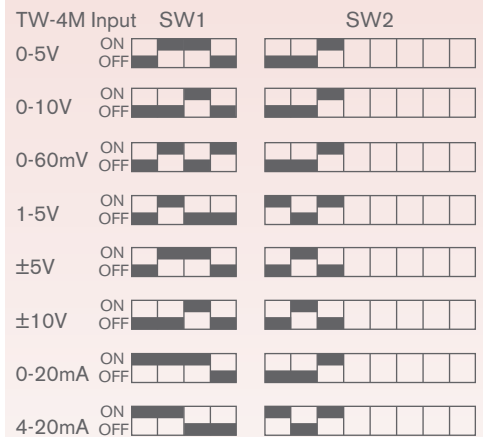 TW-4M Input SW1 SW2
0-5V ON OFF
0-10V ON OFF
0-60mV ON OFF
1-5V ON OFF
±5V ON OFF
±10V ON OFF
0-20mA ON OFF
4-20mA ON OFF